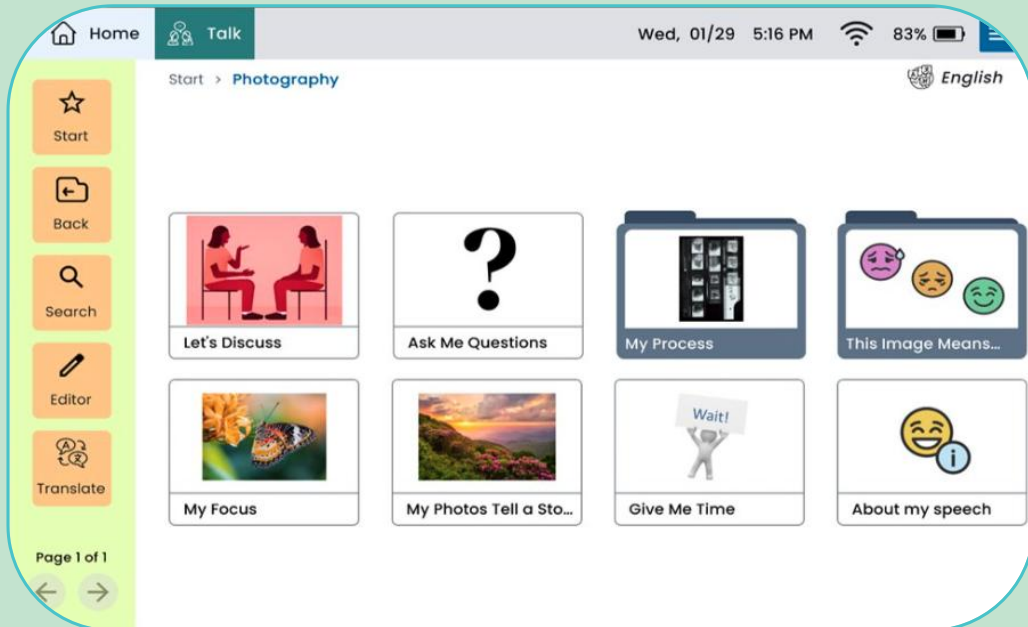 Home Talk Wed, 01/29 5:16 PM 83%
Start > Photography English
Start
Back
Search
Editor
Translate
Page 1 of 1
Let's Discuss
Ask Me Questions
My Process
This Image Means...
My Focus
My Photos Tell a Sto...
Wait!
Give Me Time
i
About my speech